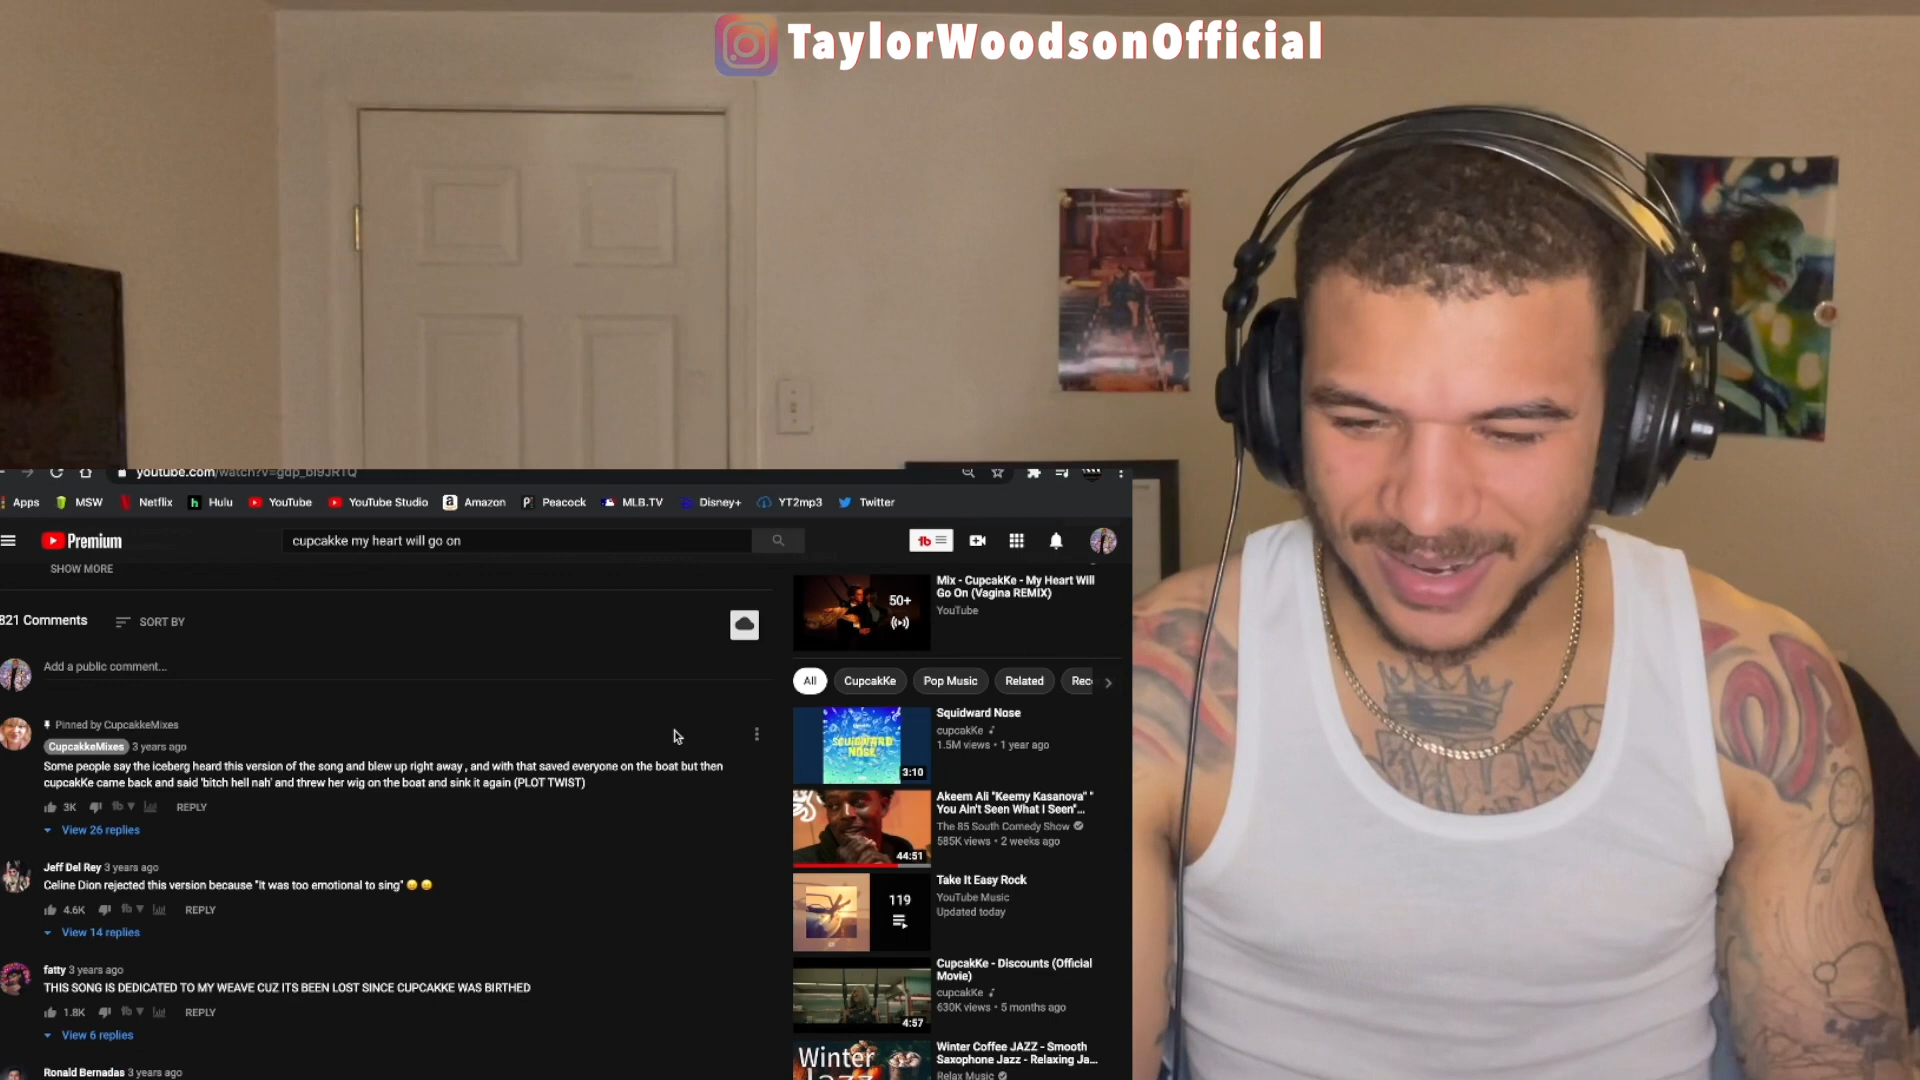 TaylorWoodsonOfficial
youtube.com/watch?v=gdp_bI9JRTQ
Apps MSW Netflix Hulu YouTube YouTube Studio Amazon Peacock MLB.TV Disney+ YT2mp3 Twitter
Premium
cupcakke my heart will go on
SHOW MORE
821 Comments
SORT BY
Add a public comment...
Pinned by CupcakkeMixes
CupcakkeMixes 3 years ago
Some people say the iceberg heard this version of the song and blew up right away , and with that saved everyone on the boat but then
cupcakKe came back and said 'bitch hell nah' and threw her wig on the boat and sink it again (PLOT TWIST)
3K REPLY
View 26 replies
Jeff Del Rey 3 years ago
Celine Dion rejected this version because "It was too emotional to sing"
4.6K REPLY
View 14 replies
fatty 3 years ago
THIS SONG IS DEDICATED TO MY WEAVE CUZ ITS BEEN LOST SINCE CUPCAKKE WAS BIRTHED
1.8K REPLY
View 6 replies
Ronald Bernadas 3 years ago
50+
Mix - CupcakKe - My Heart Will
Go On (Vagina REMIX)
YouTube
All CupcakKe Pop Music Related Rec
SQUIDWARD
NOSE
3:10
Squidward Nose
cupcakKe
1.5M views • 1 year ago
44:51
Akeem Ali "Keemy Kasanova" "
You Ain't Seen What I Seen"...
The 85 South Comedy Show
585K views • 2 weeks ago
119
Take It Easy Rock
YouTube Music
Updated today
4:57
CupcakKe - Discounts (Official
Movie)
cupcakKe
630K views • 5 months ago
Winter
Jazz
Winter Coffee JAZZ - Smooth
Saxophone Jazz - Relaxing Ja...
Relax Music